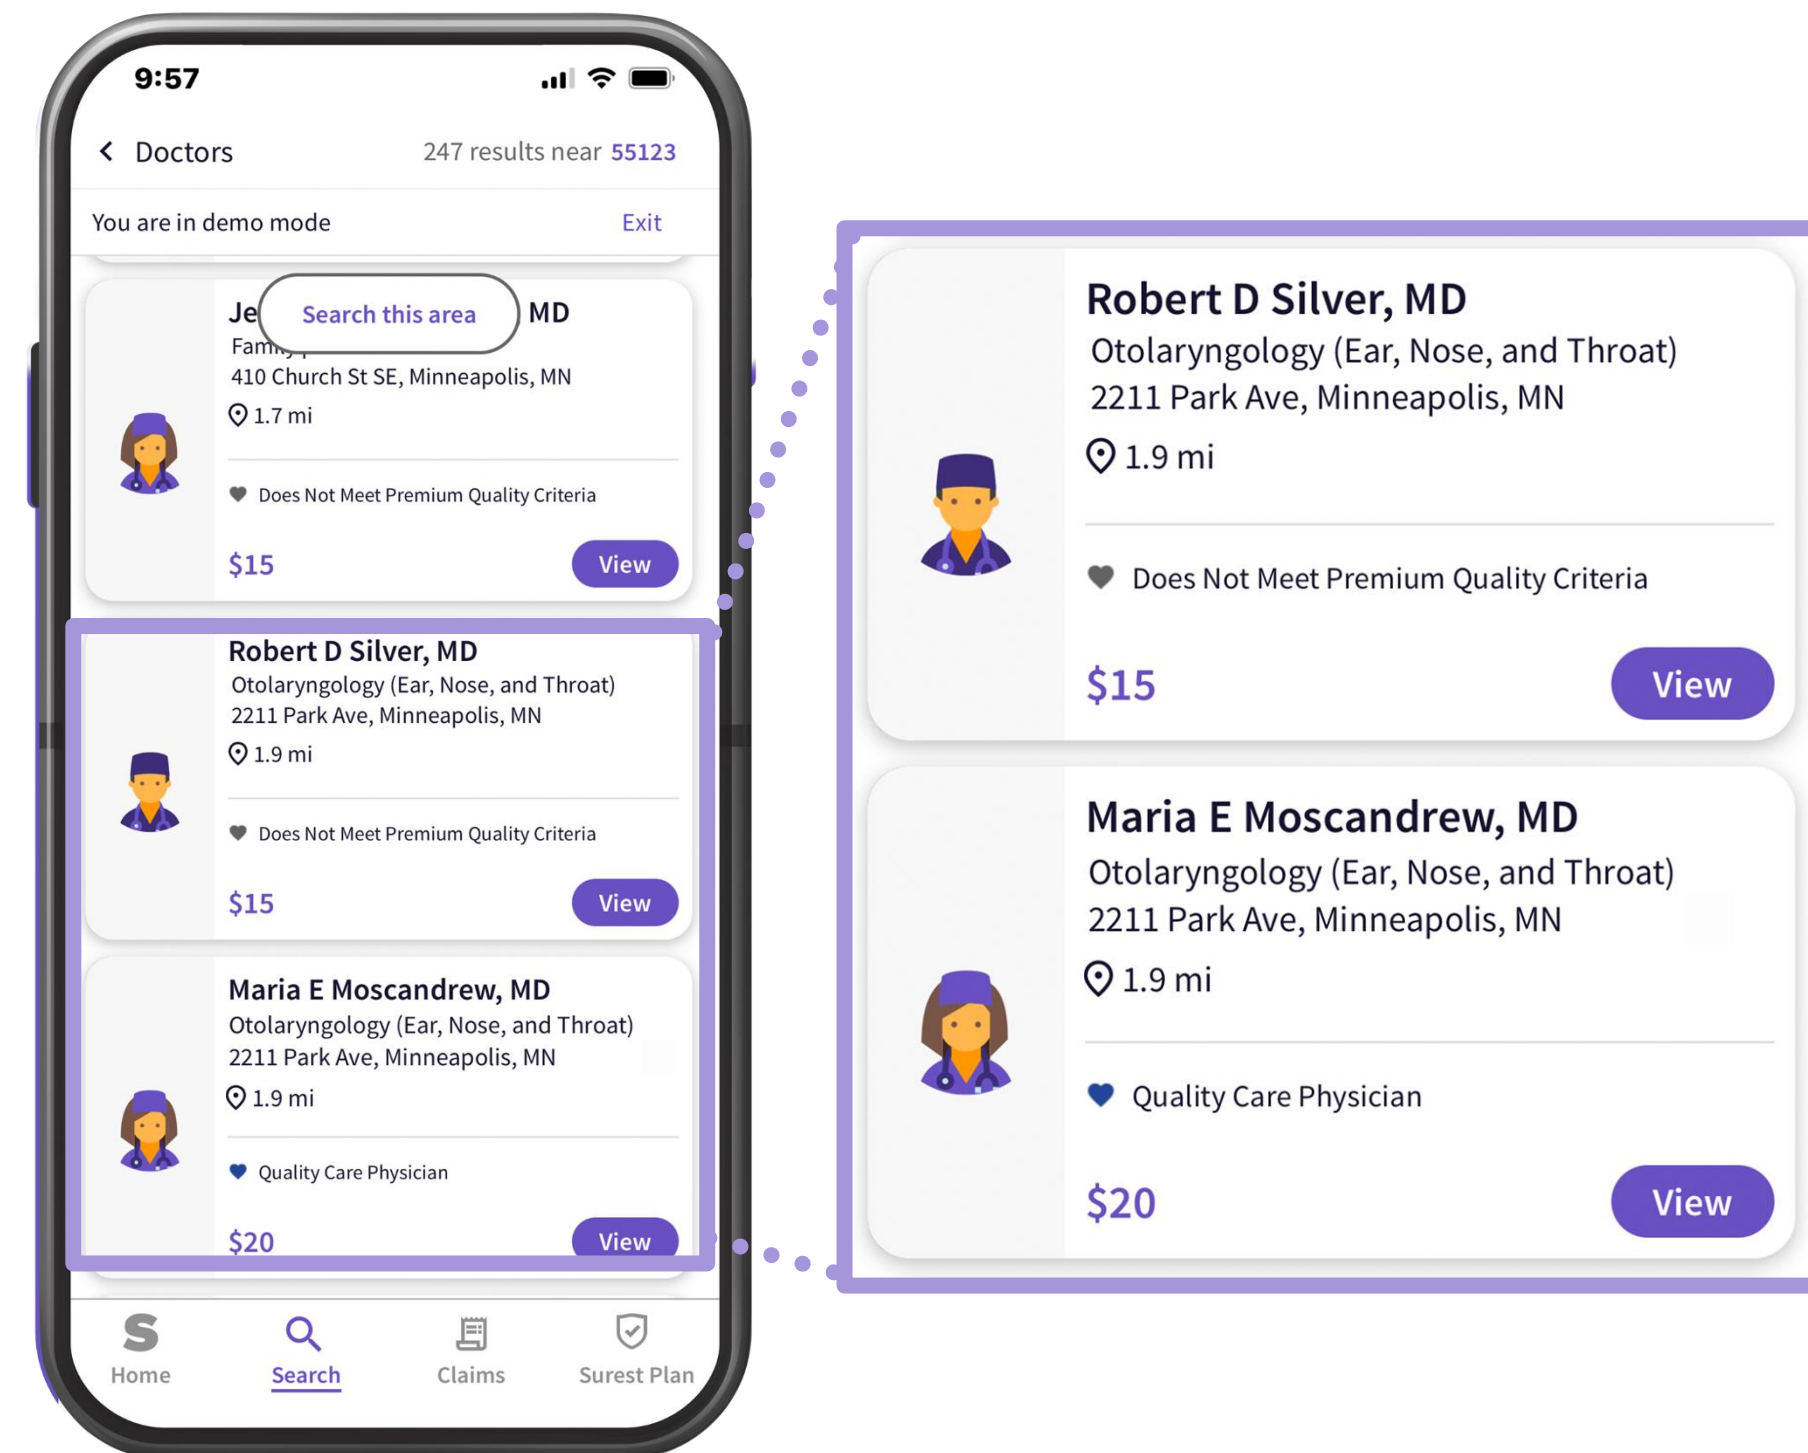 9:57
Doctors 247 results near 55123
You are in demo mode Exit
Search this area
MD
410 Church St SE, Minneapolis, MN
1.7 mi
Does Not Meet Premium Quality Criteria
$15 View
Robert D Silver, MD
Otolaryngology (Ear, Nose, and Throat)
2211 Park Ave, Minneapolis, MN
1.9 mi
Does Not Meet Premium Quality Criteria
$15 View
Maria E Moscandrew, MD
Otolaryngology (Ear, Nose, and Throat)
2211 Park Ave, Minneapolis, MN
1.9 mi
Quality Care Physician
$20 View
S
Home Search Claims Surest Plan
Robert D Silver, MD
Otolaryngology (Ear, Nose, and Throat)
2211 Park Ave, Minneapolis, MN
1.9 mi
Does Not Meet Premium Quality Criteria
$15 View
Maria E Moscandrew, MD
Otolaryngology (Ear, Nose, and Throat)
2211 Park Ave, Minneapolis, MN
1.9 mi
Quality Care Physician
$20 View